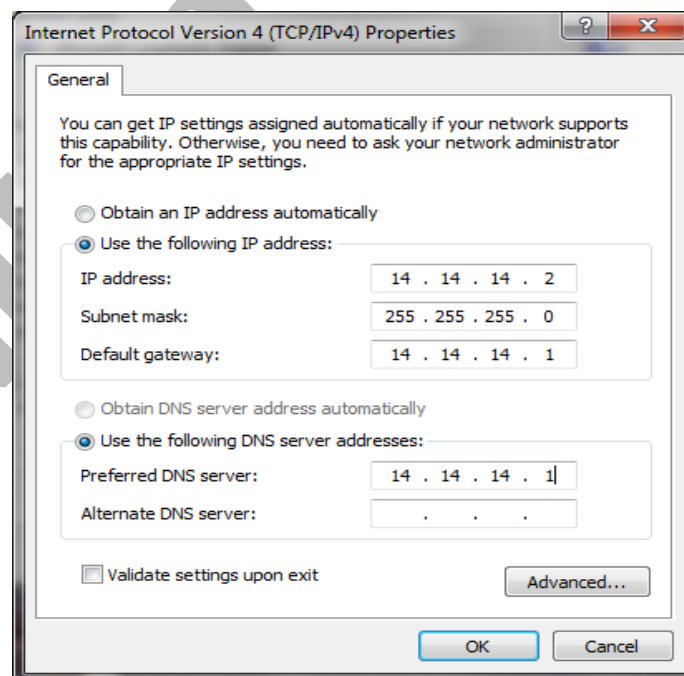 Internet Protocol Version 4 (TCP/IPv4) Properties
General
You can get IP settings assigned automatically if your network supports
this capability. Otherwise, you need to ask your network administrator
for the appropriate IP settings.
Obtain an IP address automatically
Use the following IP address:
IP address: 14 . 14 . 14 . 2
Subnet mask: 255 . 255 . 255 . 0
Default gateway: 14 . 14 . 14 . 1
Obtain DNS server address automatically
Use the following DNS server addresses:
Preferred DNS server: 14 . 14 . 14 . 1
Alternate DNS server: . . .
Validate settings upon exit
Advanced...
OK Cancel